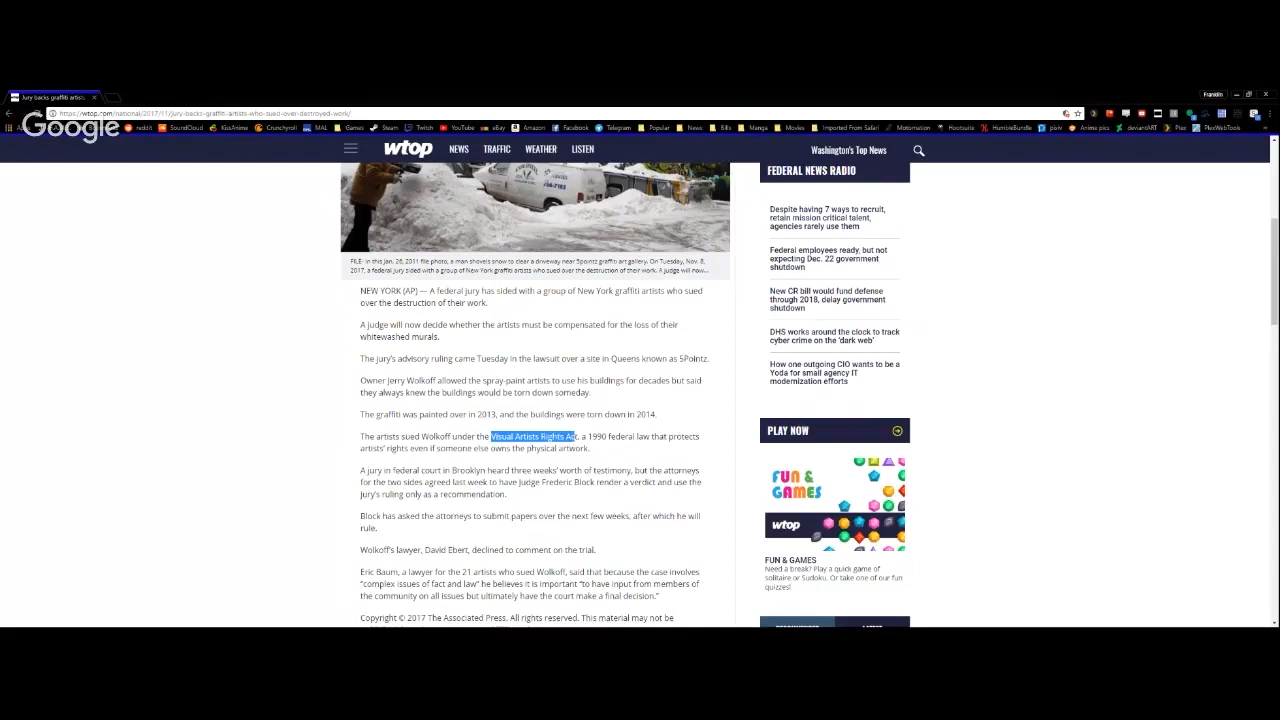 Jury backs graffiti artists
Franklin
https://wtop.com/national/2017/11/jury-backs-graffiti-artists-who-sued-over-destroyed-work/
Google
reddit SoundCloud KissAnime Crunchyroll MAL Games Steam Twitch YouTube eBay Amazon Facebook Telegram Popular News Bills Manga Movies Imported From Safari Motomation Hootsuite HumbleBundle pixiv Anime pics deviantART Plex PlexWebTools
wtop NEWS TRAFFIC WEATHER LISTEN Washington's Top News
FILE- In this Jan. 26, 2011 file photo, a man shovels snow to clear a driveway near 5pointz graffiti art gallery. On Tuesday, Nov. 8,
2017, a federal jury sided with a group of New York graffiti artists who sued over the destruction of their work. A judge will now...
NEW YORK (AP) — A federal jury has sided with a group of New York graffiti artists who sued
over the destruction of their work.
A judge will now decide whether the artists must be compensated for the loss of their
whitewashed murals.
The jury's advisory ruling came Tuesday in the lawsuit over a site in Queens known as 5Pointz.
Owner Jerry Wolkoff allowed the spray-paint artists to use his buildings for decades but said
they always knew the buildings would be torn down someday.
The graffiti was painted over in 2013, and the buildings were torn down in 2014.
The artists sued Wolkoff under the Visual Artists Rights Act, a 1990 federal law that protects
artists' rights even if someone else owns the physical artwork.
A jury in federal court in Brooklyn heard three weeks' worth of testimony, but the attorneys
for the two sides agreed last week to have Judge Frederic Block render a verdict and use the
jury's ruling only as a recommendation.
Block has asked the attorneys to submit papers over the next few weeks, after which he will
rule.
Wolkoff's lawyer, David Ebert, declined to comment on the trial.
Eric Baum, a lawyer for the 21 artists who sued Wolkoff, said that because the case involves
"complex issues of fact and law" he believes it is important "to have input from members of
the community on all issues but ultimately have the court make a final decision."
Copyright © 2017 The Associated Press. All rights reserved. This material may not be
FEDERAL NEWS RADIO
Despite having 7 ways to recruit,
retain mission critical talent,
agencies rarely use them
Federal employees ready, but not
expecting Dec. 22 government
shutdown
New CR bill would fund defense
through 2018, delay government
shutdown
DHS works around the clock to track
cyber crime on the 'dark web'
How one outgoing CIO wants to be a
Yoda for small agency IT
modernization efforts
PLAY NOW
FUN &
GAMES
wtop
FUN & GAMES
Need a break? Play a quick game of
solitaire or Sudoku. Or take one of our fun
quizzes!